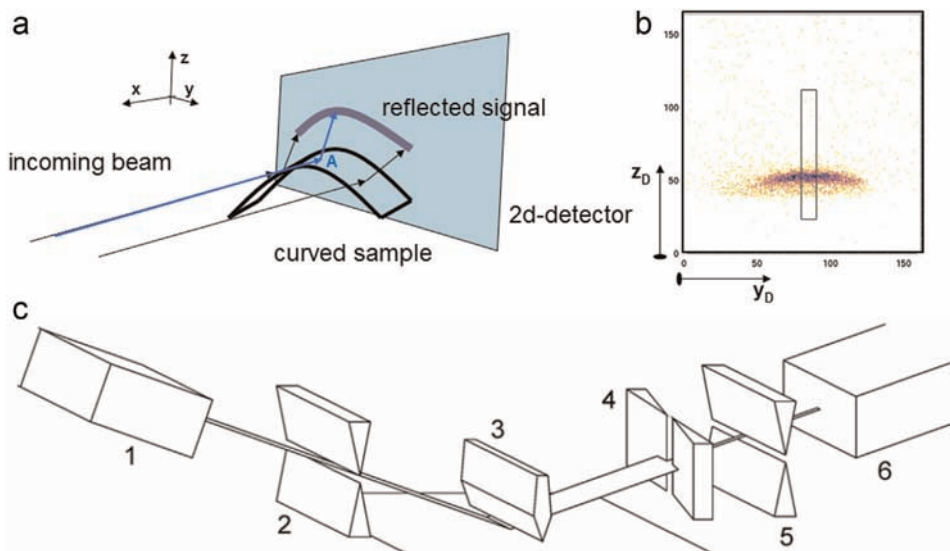 a
z
x
y
reflected signal
incoming beam
A
2d-detector
curved sample
b
150
100
50
0
z_D
0
50
100
150
y_D
c
1
2
3
4
5
6